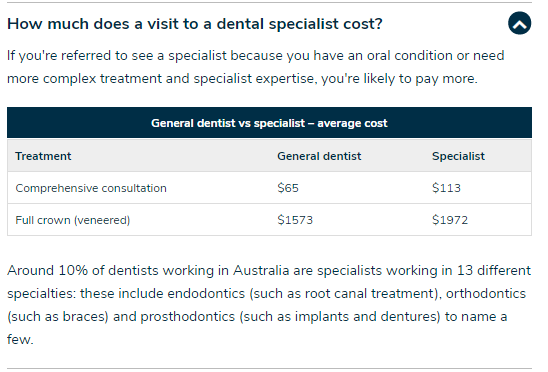 How much does a visit to a dental specialist cost?
If you're referred to see a specialist because you have an oral condition or need
more complex treatment and specialist expertise, you're likely to pay more.
General dentist vs specialist – average cost
Treatment General dentist Specialist
Comprehensive consultation $65 $113
Full crown (veneered) $1573 $1972
Around 10% of dentists working in Australia are specialists working in 13 different
specialties: these include endodontics (such as root canal treatment), orthodontics
(such as braces) and prosthodontics (such as implants and dentures) to name a
few.